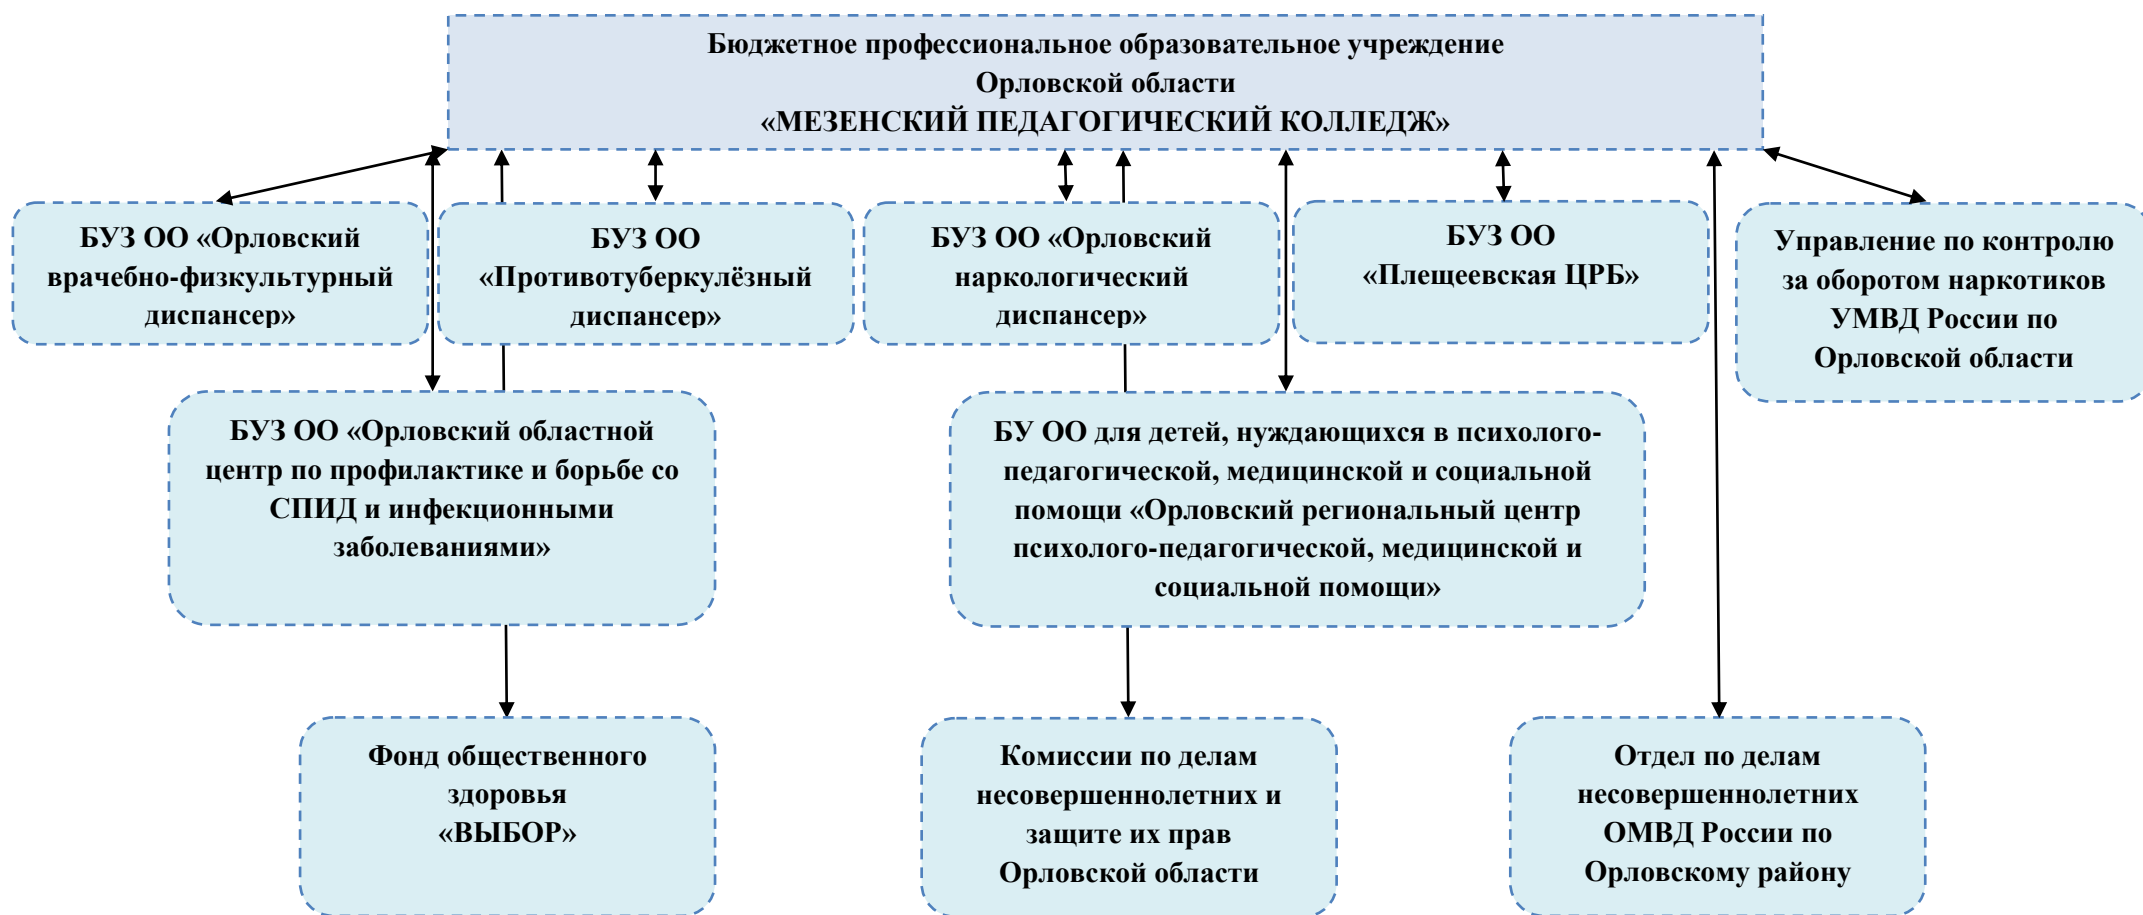 Бюджетное профессиональное образовательное учреждение
Орловской области
«МЕЗЕНСКИЙ ПЕДАГОГИЧЕСКИЙ КОЛЛЕДЖ»
БУЗ ОО «Орловский
врачебно-физкультурный
диспансер»
БУЗ ОО
«Противотуберкулёзный
диспансер»
БУЗ ОО «Орловский
наркологический
диспансер»
БУЗ ОО
«Плещеевская ЦРБ»
Управление по контролю
за оборотом наркотиков
УМВД России по
Орловской области
БУЗ ОО «Орловский областной
центр по профилактике и борьбе со
СПИД и инфекционными
заболеваниями»
БУ ОО для детей, нуждающихся в психолого-
педагогической, медицинской и социальной
помощи «Орловский региональный центр
психолого-педагогической, медицинской и
социальной помощи»
Фонд общественного
здоровья
«ВЫБОР»
Комиссии по делам
несовершеннолетних и
защите их прав
Орловской области
Отдел по делам
несовершеннолетних
ОМВД России по
Орловскому району